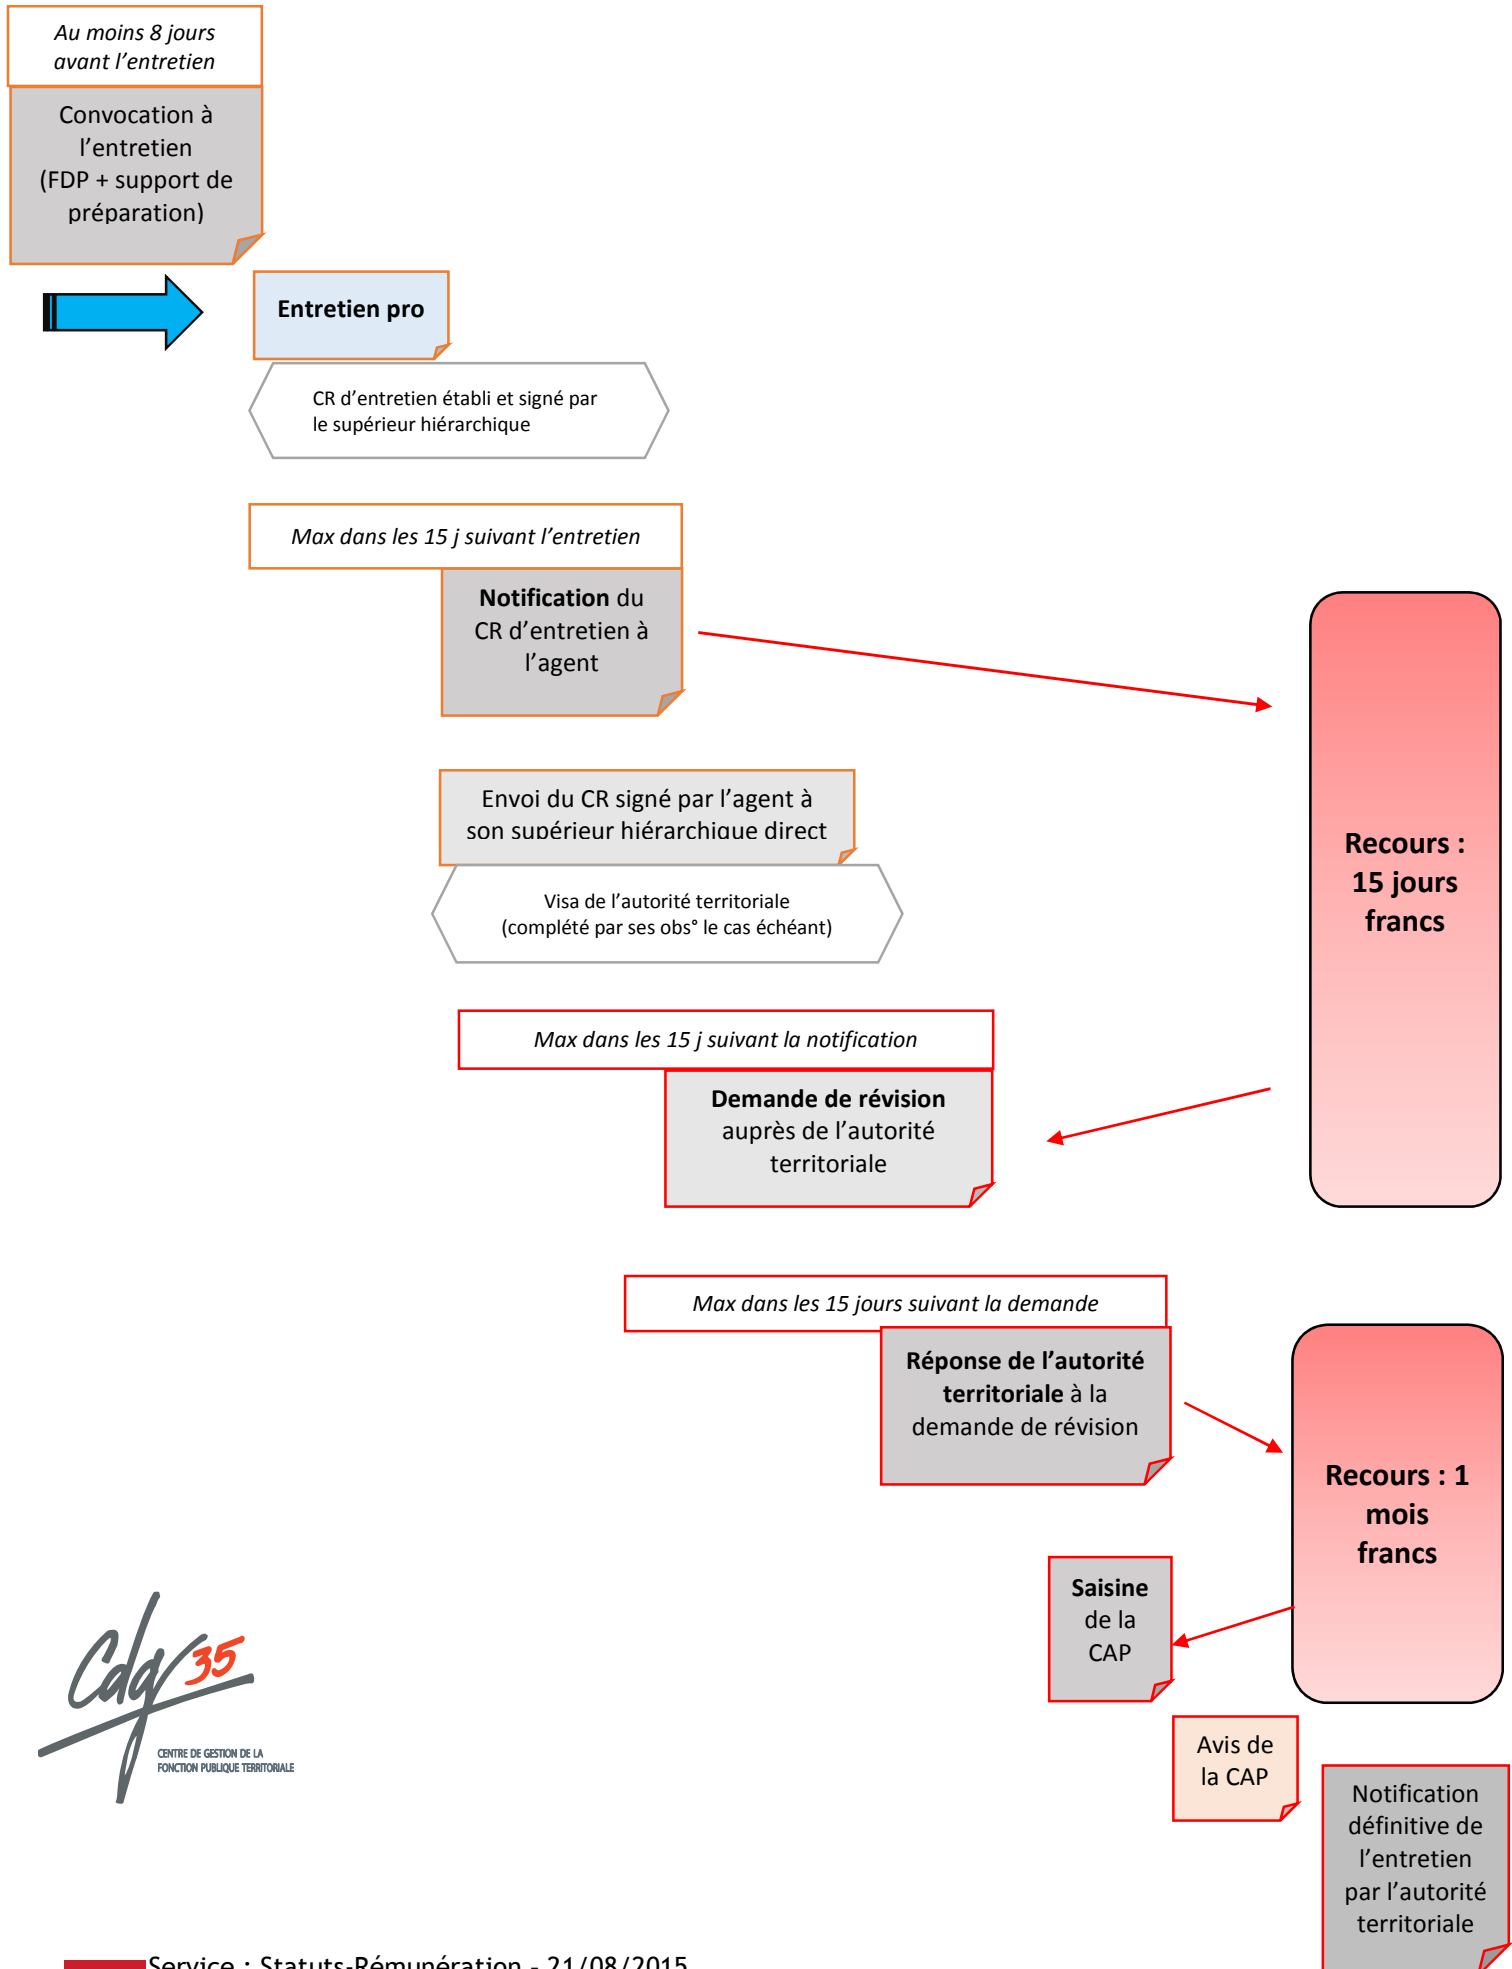 Au moins 8 jours
avant l’entretien
Convocation à
l’entretien
(FDP + support de
préparation)
Entretien pro
CR d’entretien établi et signé par
le supérieur hiérarchique
Max dans les 15 j suivant l’entretien
Notification du
CR d’entretien à
l’agent
Envoi du CR signé par l’agent à
son supérieur hiérarchique direct
Visa de l’autorité territoriale
(complété par ses obs° le cas échéant)
Recours :
15 jours
francs
Max dans les 15 j suivant la notification
Demande de révision
auprès de l’autorité
territoriale
Max dans les 15 jours suivant la demande
Réponse de l’autorité
territoriale à la
demande de révision
Recours : 1
mois
francs
Saisine
de la
CAP
Avis de
la CAP
Notification
définitive de
l’entretien
par l’autorité
territoriale
Cdg 35
CENTRE DE GESTION DE LA
FONCTION PUBLIQUE TERRITORIALE
Service : Statuts-Rémunération - 21/08/2015